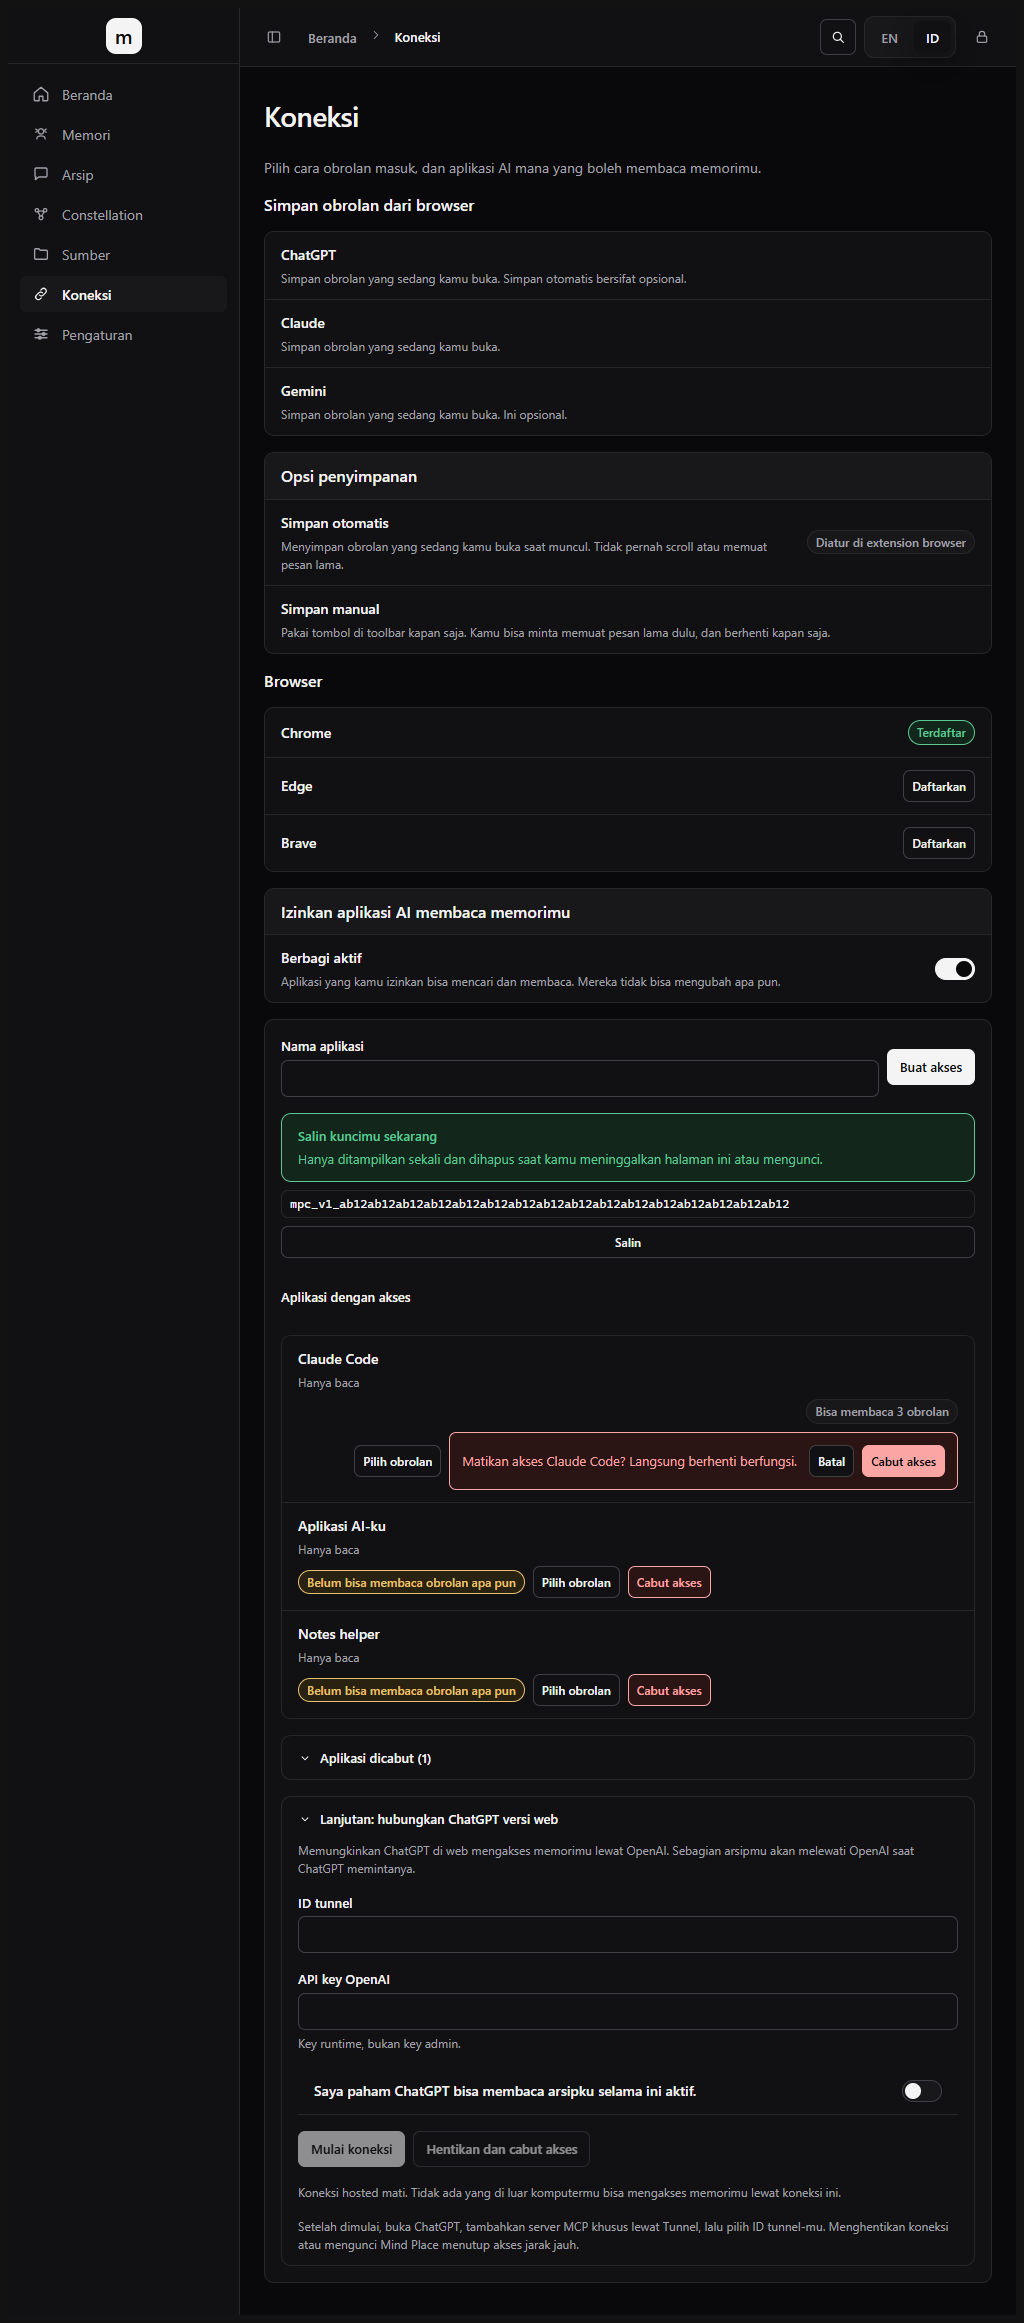 m
Beranda
Memori
Arsip
Constellation
Sumber
Koneksi
Pengaturan
Beranda > Koneksi
EN ID
Koneksi
Pilih cara obrolan masuk, dan aplikasi AI mana yang boleh membaca memorimu.
Simpan obrolan dari browser
ChatGPT
Simpan obrolan yang sedang kamu buka. Simpan otomatis bersifat opsional.
Claude
Simpan obrolan yang sedang kamu buka.
Gemini
Simpan obrolan yang sedang kamu buka. Ini opsional.
Opsi penyimpanan
Simpan otomatis
Menyimpan obrolan yang sedang kamu buka saat muncul. Tidak pernah scroll atau memuat
pesan lama.
Diatur di extension browser
Simpan manual
Pakai tombol di toolbar kapan saja. Kamu bisa minta memuat pesan lama dulu, dan berhenti kapan saja.
Browser
Chrome
Terdaftar
Edge
Daftarkan
Brave
Daftarkan
Izinkan aplikasi AI membaca memorimu
Berbagi aktif
Aplikasi yang kamu izinkan bisa mencari dan membaca. Mereka tidak bisa mengubah apa pun.
Nama aplikasi
Buat akses
Salin kuncimu sekarang
Hanya ditampilkan sekali dan dihapus saat kamu meninggalkan halaman ini atau mengunci.
mpc_v1_ab12ab12ab12ab12ab12ab12ab12ab12ab12ab12ab12ab12ab12ab12ab12ab12
Salin
Aplikasi dengan akses
Claude Code
Hanya baca
Bisa membaca 3 obrolan
Pilih obrolan
Matikan akses Claude Code? Langsung berhenti berfungsi.
Batal
Cabut akses
Aplikasi AI-ku
Hanya baca
Belum bisa membaca obrolan apa pun
Pilih obrolan
Cabut akses
Notes helper
Hanya baca
Belum bisa membaca obrolan apa pun
Pilih obrolan
Cabut akses
Aplikasi dicabut (1)
Lanjutan: hubungkan ChatGPT versi web
Memungkinkan ChatGPT di web mengakses memorimu lewat OpenAI. Sebagian arsipmu akan melewati OpenAI saat
ChatGPT memintanya.
ID tunnel
API key OpenAI
Key runtime, bukan key admin.
Saya paham ChatGPT bisa membaca arsipku selama ini aktif.
Mulai koneksi
Hentikan dan cabut akses
Koneksi hosted mati. Tidak ada yang di luar komputermu bisa mengakses memorimu lewat koneksi ini.
Setelah dimulai, buka ChatGPT, tambahkan server MCP khusus lewat Tunnel, lalu pilih ID tunnel-mu. Menghentikan koneksi
atau mengunci Mind Place menutup akses jarak jauh.